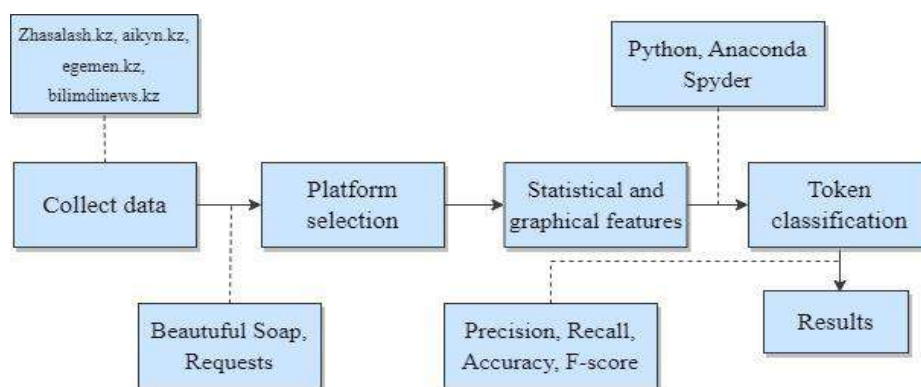 Zhasalash.kz, aikyn.kz,
egemen.kz,
bilimdinews.kz
Python, Anaconda
Spyder
Collect data
Platform
selection
Statistical and
graphical features
Token
classification
Beautuful Soap,
Requests
Precision, Recall,
Accuracy, F-score
Results